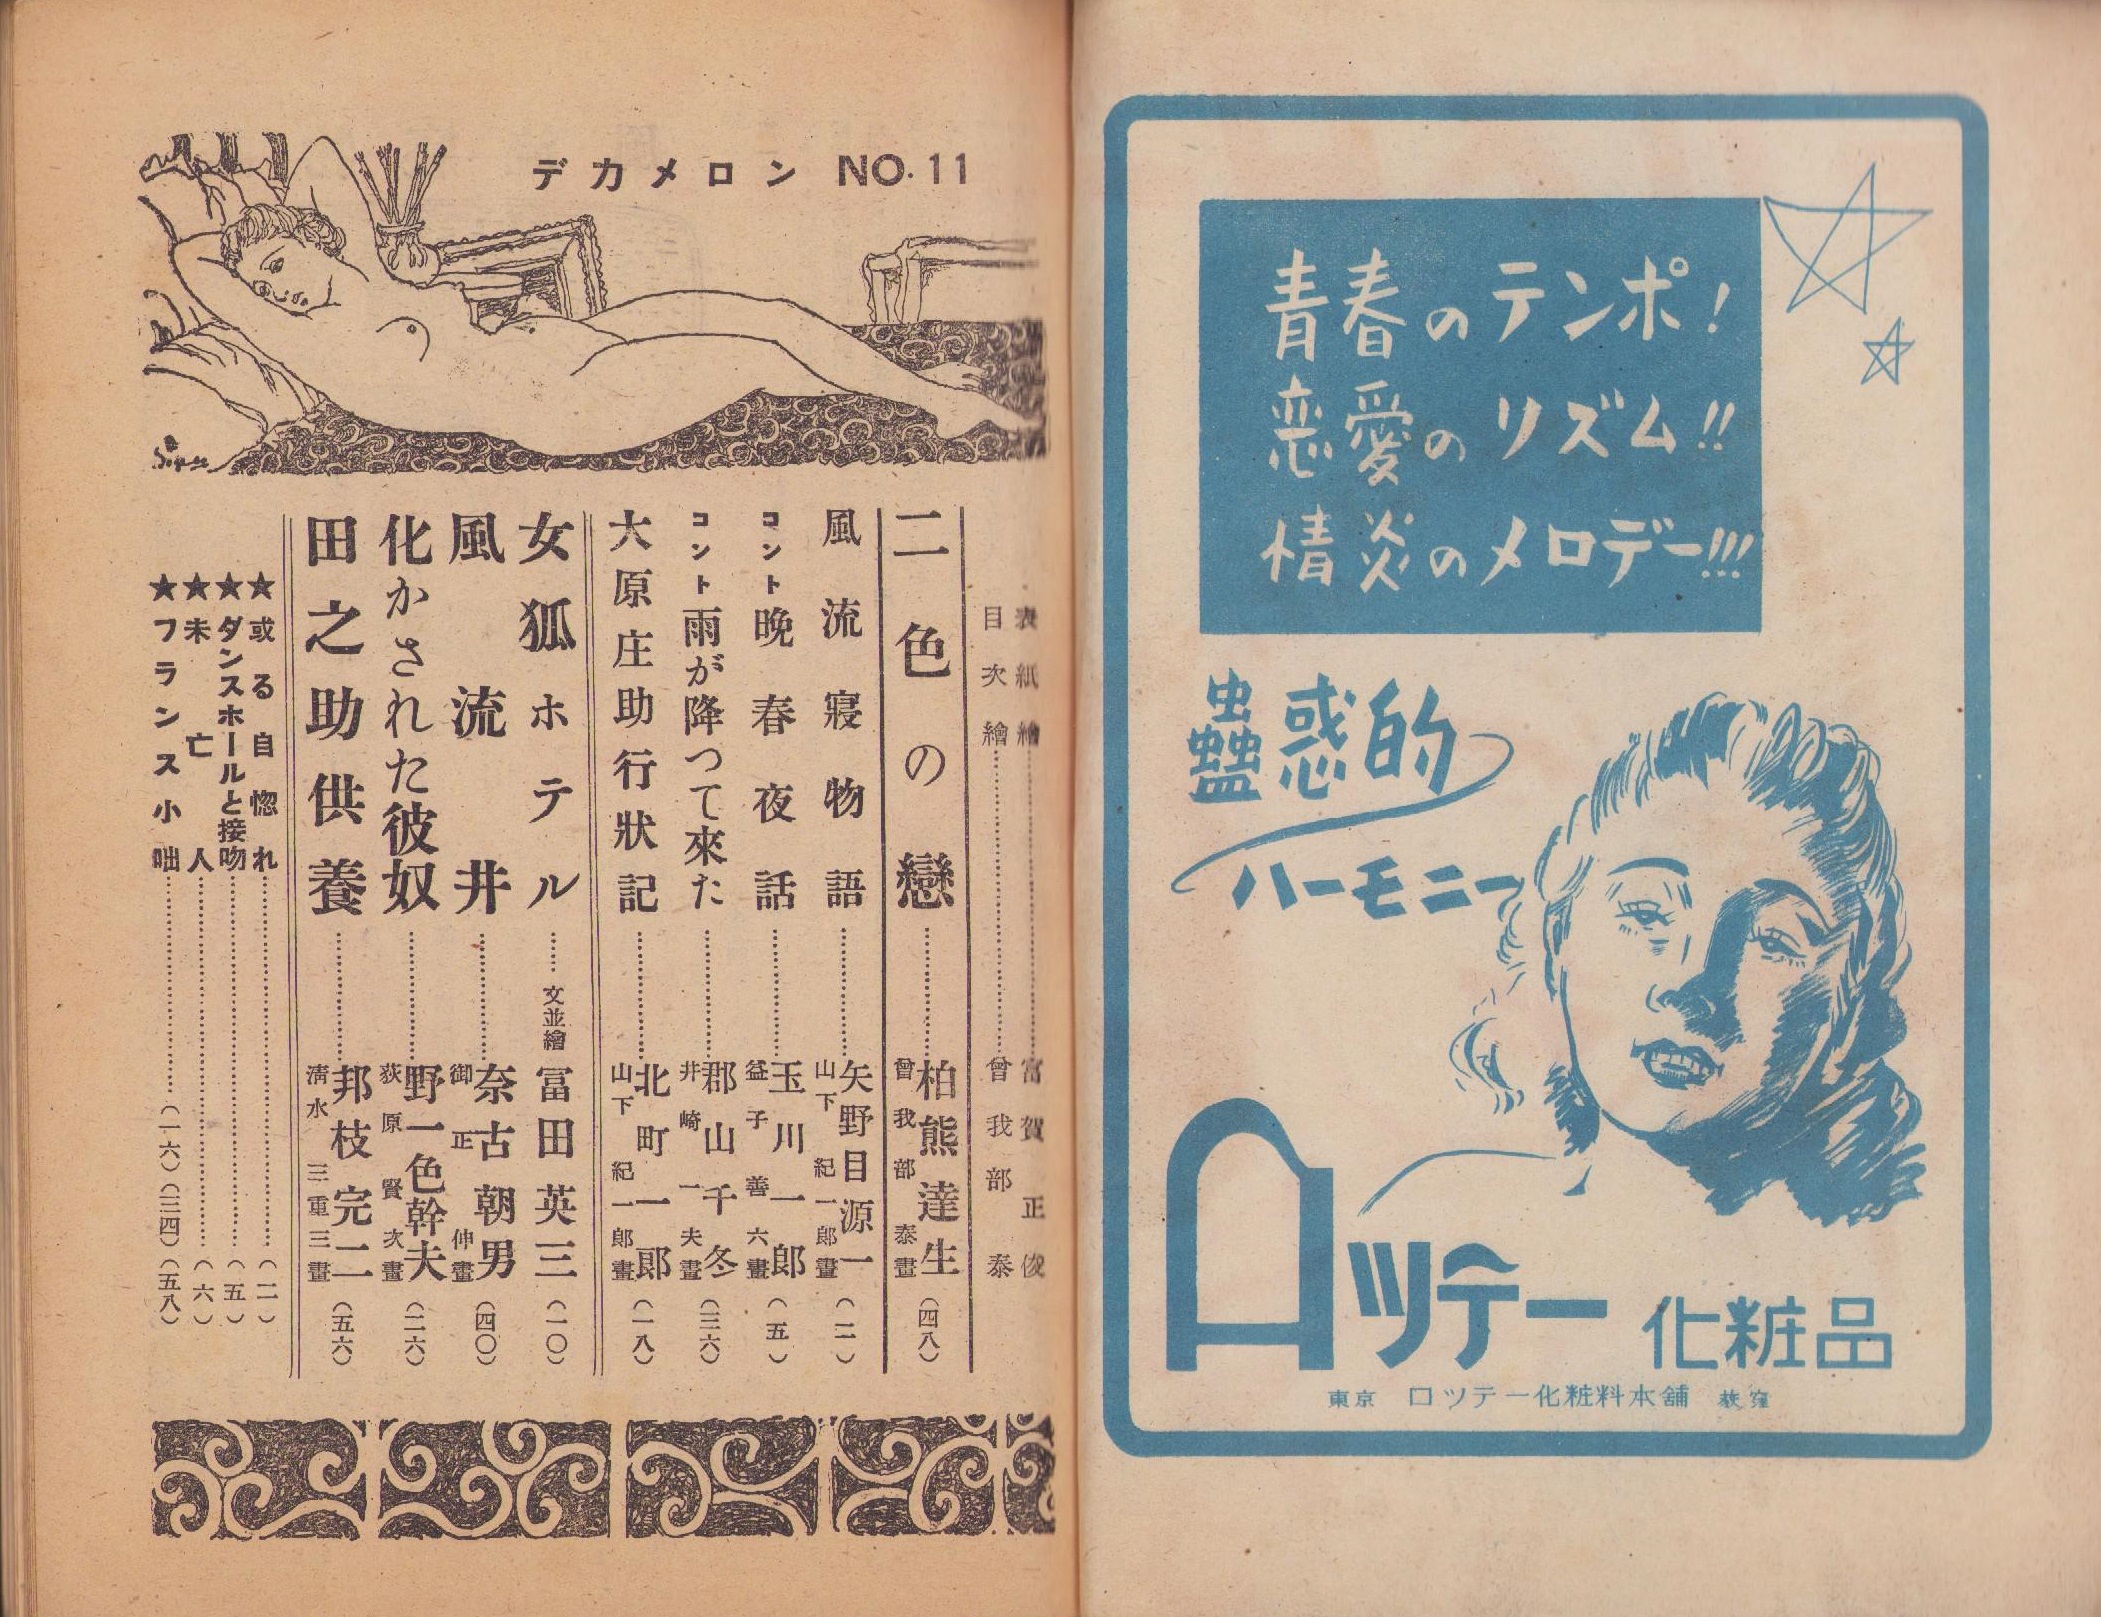 青春のテンポ!
恋愛のリズム!!
情炎のメロデー!!!
蠱惑的
ハーモニー
ロツテー化粧品
東京 ロツテー化粧料本舗 荻窪
デカメロン NO.11
表紙繪……富賀正俊
目次繪……曾我部泰
二色の戀……柏熊達生 曾我部泰畫(四八)
風流寢物語……矢野目源一 山下紀一郎畫(二)
コント晩春夜話……玉川一郎 益子善六畫(五)
コント雨が降つて來た……郡山千冬 井崎一夫畫(三六)
大原庄助行狀記……北町一郎 山下紀一郎畫(一八)
女狐ホテル……文並繪 冨田英三(一〇)
風流井……奈古朝男 御正伸畫(四〇)
化かされた彼奴……野一色幹夫 荻原賢次畫(二六)
田之助供養……邦枝完二 淸水三重三畫(五六)
★或る自惚れ……(二)
★ダンスホールと接吻……(五)
★未亡人……(六)
★フランス小咄……(一六)(三四)(五八)